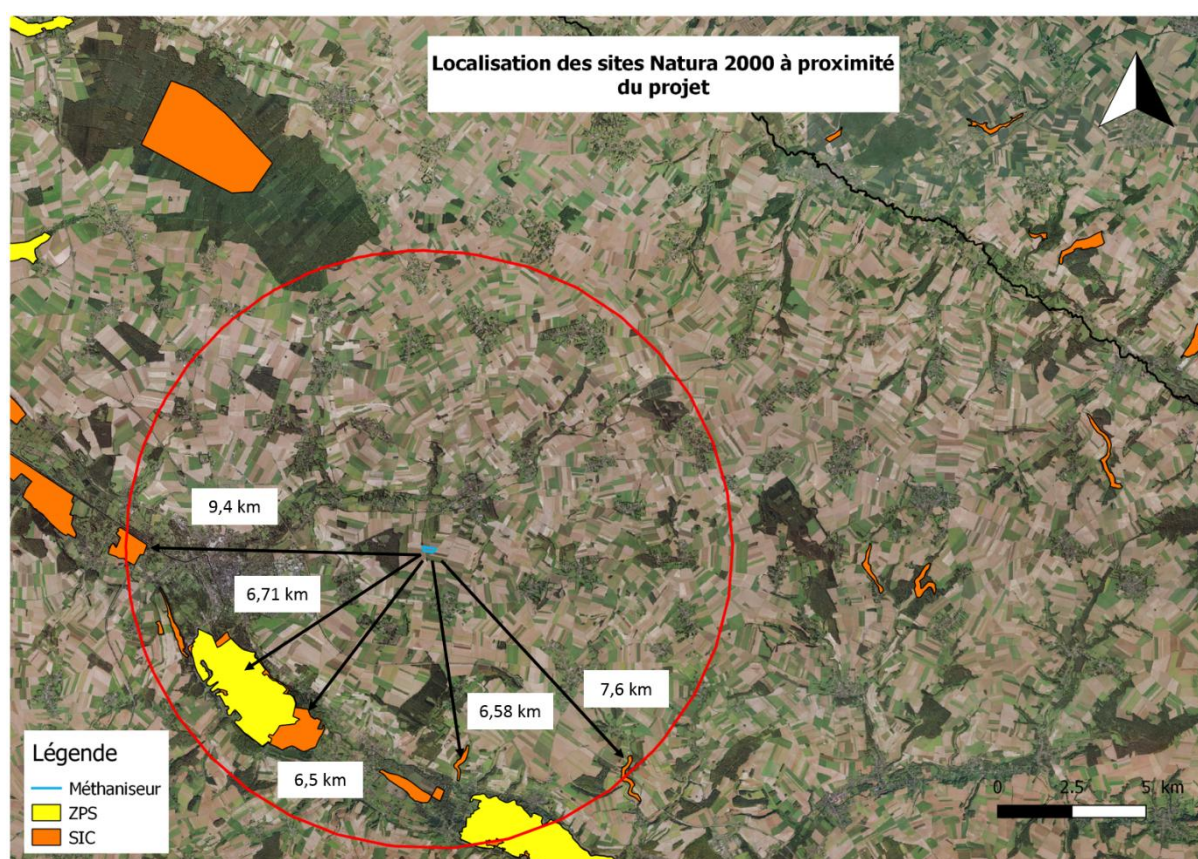 Localisation des sites Natura 2000 à proximité
du projet
9,4 km
6,71 km
7,6 km
6,58 km
6,5 km
Légende
Méthaniseur
ZPS
SIC
0 2.5 5 km